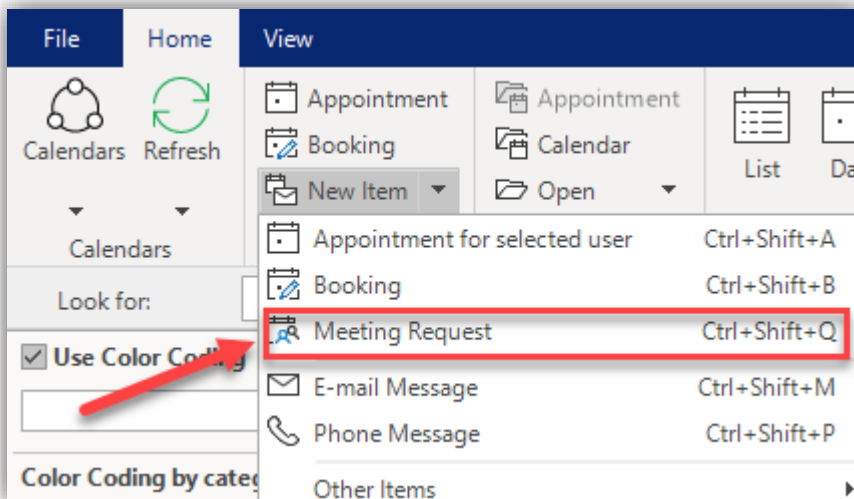 File Home View
Appointment Appointment
Calendars Refresh Booking Calendar List
New Item Open
Calendars
Appointment for selected user Ctrl+Shift+A
Booking Ctrl+Shift+B
Look for:
Meeting Request Ctrl+Shift+Q
Use Color Coding
E-mail Message Ctrl+Shift+M
Phone Message Ctrl+Shift+P
Color Coding by
Other Items